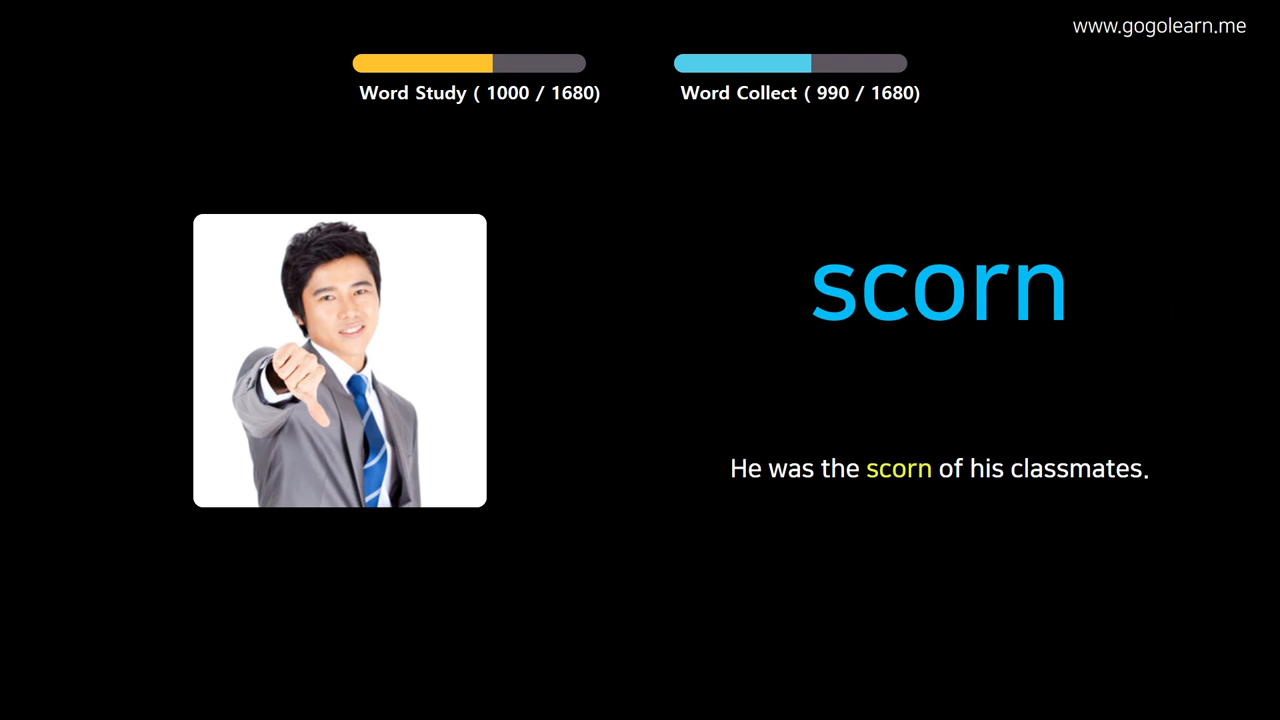 www.gogolearn.me
Word Study ( 1000 / 1680)
Word Collect ( 990 / 1680)
scorn
He was the scorn of his classmates.